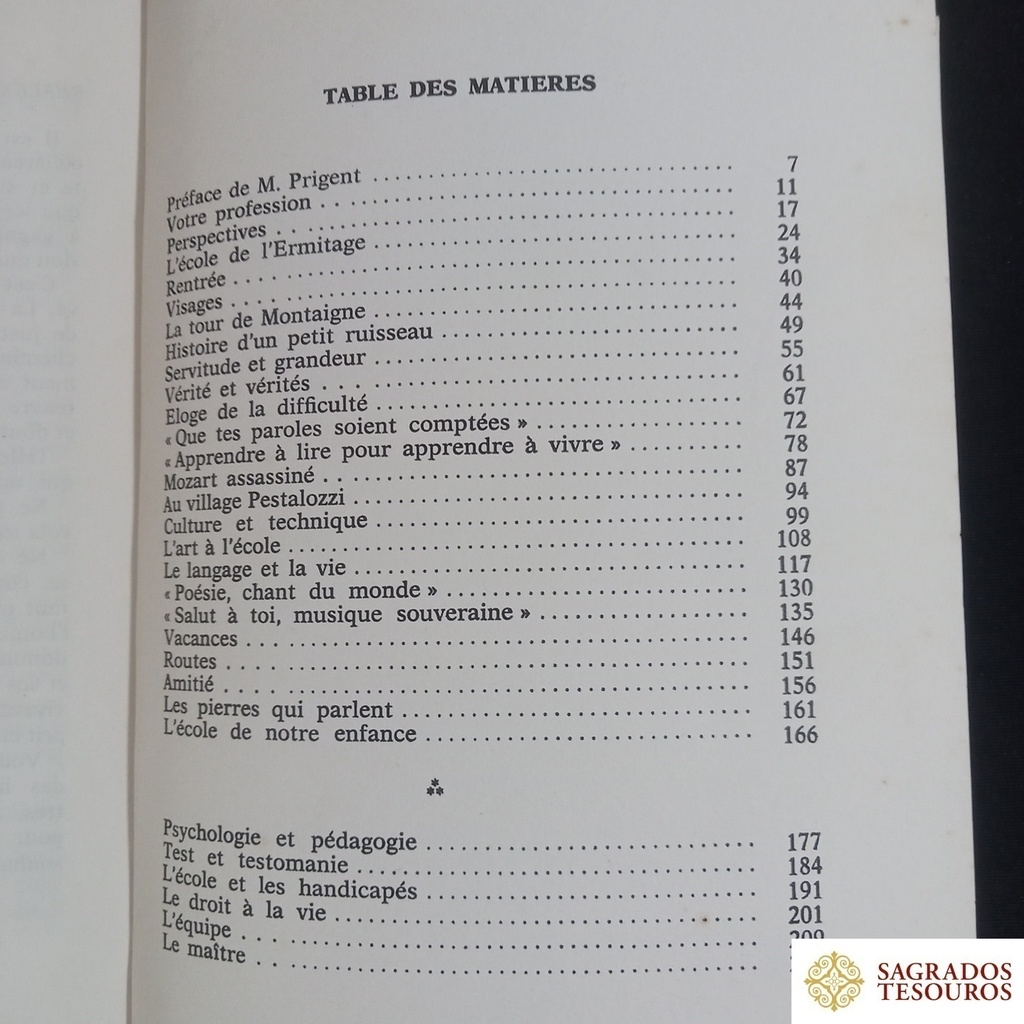 TABLE DES MATIERES
Préface de M. Prigent ........ 7
Votre profession ........ 11
Perspectives ........ 17
L'école de l'Ermitage ........ 24
Rentrée ........ 34
Visages ........ 40
La tour de Montaigne ........ 44
Histoire d'un petit ruisseau ........ 49
Servitude et grandeur ........ 55
Vérité et vérités ........ 61
Eloge de la difficulté ........ 67
« Que tes paroles soient comptées » ........ 72
« Apprendre à lire pour apprendre à vivre » ........ 78
Mozart assassiné ........ 87
Au village Pestalozzi ........ 94
Culture et technique ........ 99
L'art à l'école ........ 108
Le langage et la vie ........ 117
« Poésie, chant du monde » ........ 130
« Salut à toi, musique souveraine » ........ 135
Vacances ........ 146
Routes ........ 151
Amitié ........ 156
Les pierres qui parlent ........ 161
L'école de notre enfance ........ 166
Psychologie et pédagogie ........ 177
Test et testomanie ........ 184
L'école et les handicapés ........ 191
Le droit à la vie ........ 201
L'équipe ........
Le maître ........
SAGRADOS
TESOUROS